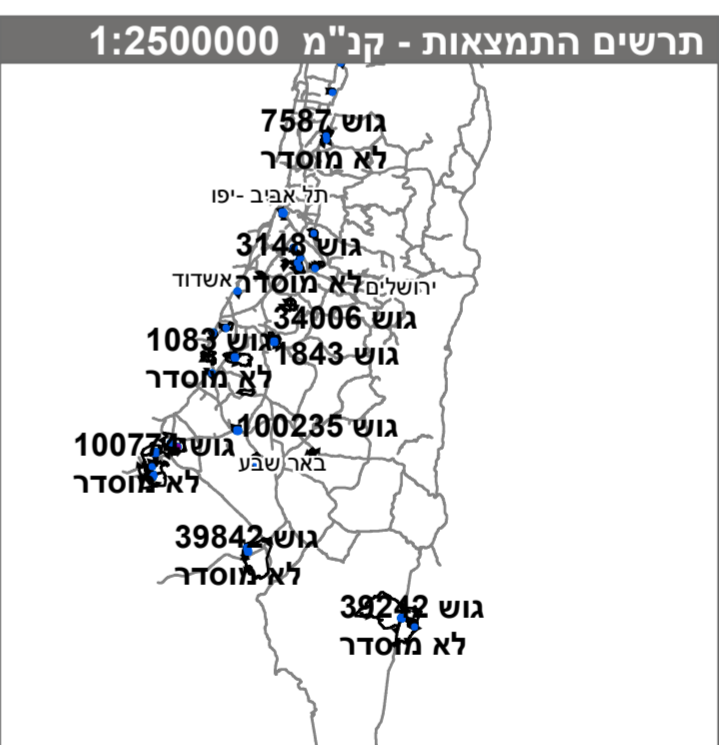 תרשים התמצאות - קנ"מ 1:2500000
גוש 7587
לא מוסדר
תל אביב -יפו
גוש 3148
לא מוסדר
אשדוד
ירושלים
גוש 34006
גוש 1083
לא מוסדר
גוש 1843
גוש 100235
גוש 100777
לא מוסדר
באר שבע
גוש 39842
לא מוסדר
גוש 39242
לא מוסדר